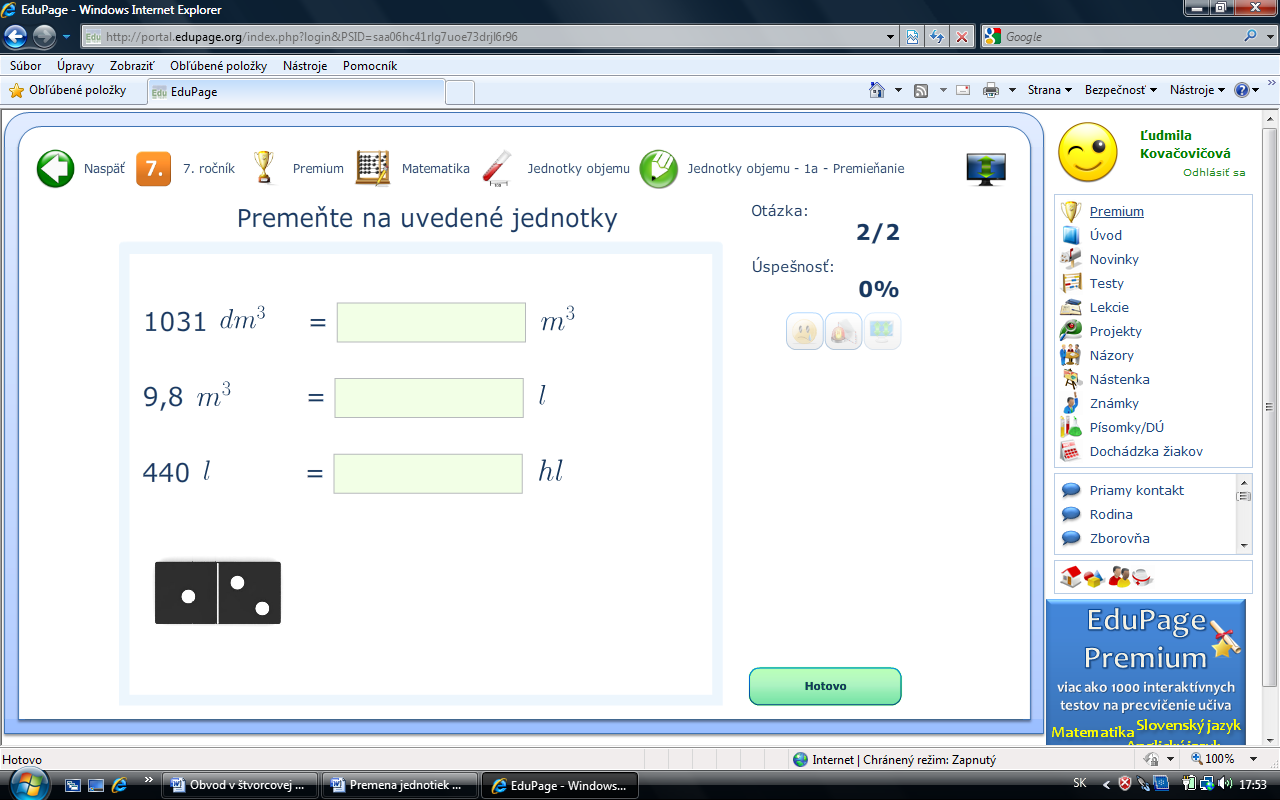 EduPage - Windows Internet Explorer
http://portal.edupage.org/index.php?login&PSID=saa06hc41rlg7uoe73drjl6r96
Google
Súbor Úpravy Zobraziť Obľúbené položky Nástroje Pomocník
Obľúbené položky
Edu EduPage
Strana Bezpečnosť Nástroje
Naspäť 7. 7. ročník Premium Matematika Jednotky objemu Jednotky objemu - 1a - Premieňanie
Premeňte na uvedené jednotky
Otázka:
2/2
Úspešnosť:
0%
1031 dm³ = m³
9,8 m³ = l
440 l = hl
Hotovo
Ľudmila
Kovačovičová
Odhlásiť sa
Premium
Úvod
Novinky
Testy
Lekcie
Projekty
Názory
Nástenka
Známky
Písomky/DÚ
Dochádzka žiakov
Priamy kontakt
Rodina
Zborovňa
EduPage
Premium
viac ako 1000 interaktívnych
testov na precvičenie učiva
Slovenský jazyk
Matematika
Anglický jazyk
Hotovo
Internet | Chránený režim: Zapnutý
100%
Obvod v štvorcovej ...
Premena jednotiek ...
EduPage - Windows...
SK
17:53